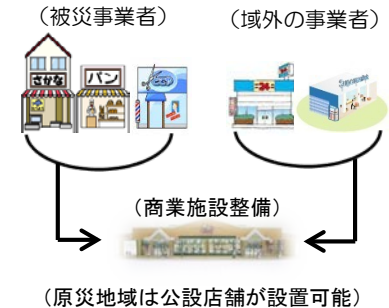 (被災事業者)
(域外の事業者)
さかな
パン
24
(商業施設整備)
(原災地域は公設店舗が設置可能)